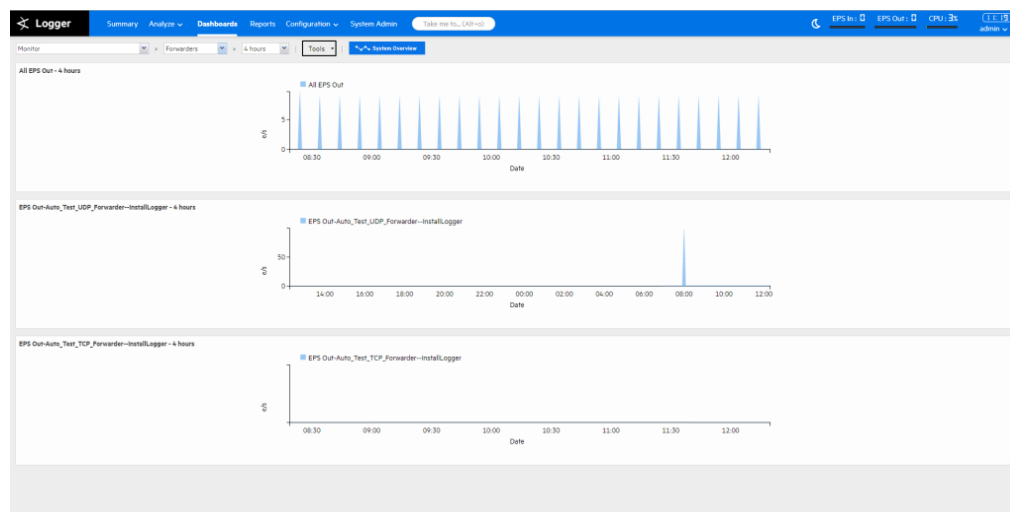 Logger Summary Analyze Dashboards Reports Configuration System Admin Take me to... (Alt+o) EPS In : 0 EPS Out : 0 CPU : 3%
admin
Monitor > Forwarders > 4 hours | Tools | System Overview
All EPS Out - 4 hours
All EPS Out
5
e/s
0
08:30 09:00 09:30 10:00 10:30 11:00 11:30 12:00
Date
EPS Out-Auto_Test_UDP_Forwarder--InstallLogger - 4 hours
EPS Out-Auto_Test_UDP_Forwarder--InstallLogger
50
e/s
0
14:00 16:00 18:00 20:00 22:00 00:00 02:00 04:00 06:00 08:00 10:00 12:00
Date
EPS Out-Auto_Test_TCP_Forwarder--InstallLogger - 4 hours
EPS Out-Auto_Test_TCP_Forwarder--InstallLogger
e/s
08:30 09:00 09:30 10:00 10:30 11:00 11:30 12:00
Date